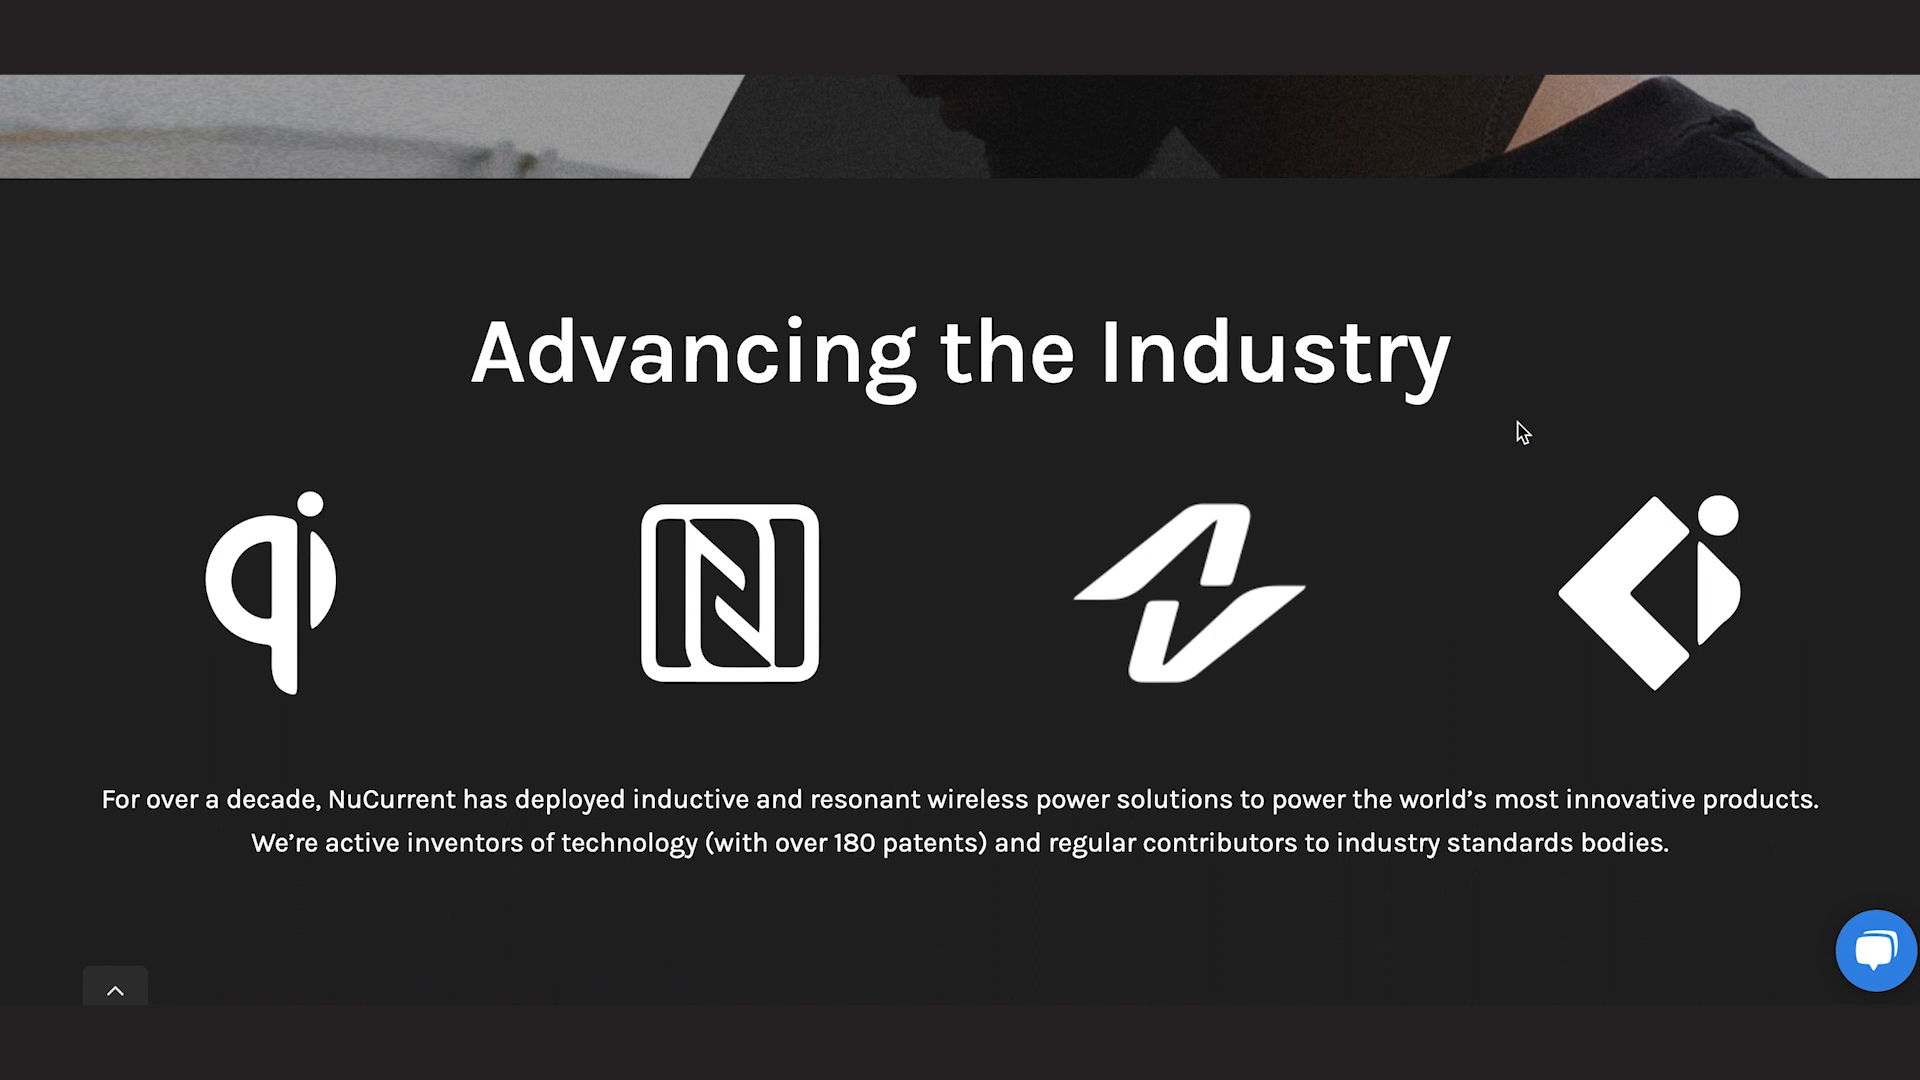 Advancing the Industry
qi
For over a decade, NuCurrent has deployed inductive and resonant wireless power solutions to power the world’s most innovative products.
We’re active inventors of technology (with over 180 patents) and regular contributors to industry standards bodies.